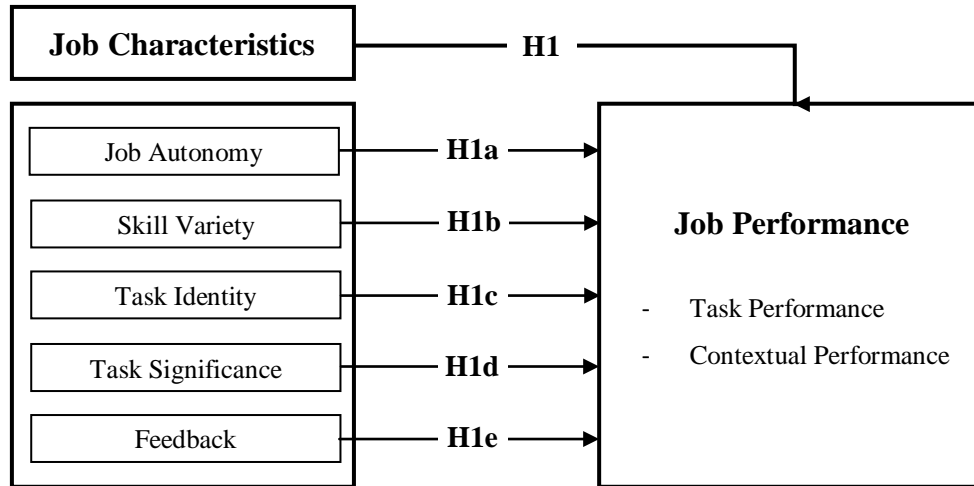 Job Characteristics
H1
Job Autonomy
H1a
Skill Variety
H1b
Job Performance
Task Identity
H1c
- Task Performance
Task Significance
H1d
- Contextual Performance
Feedback
H1e